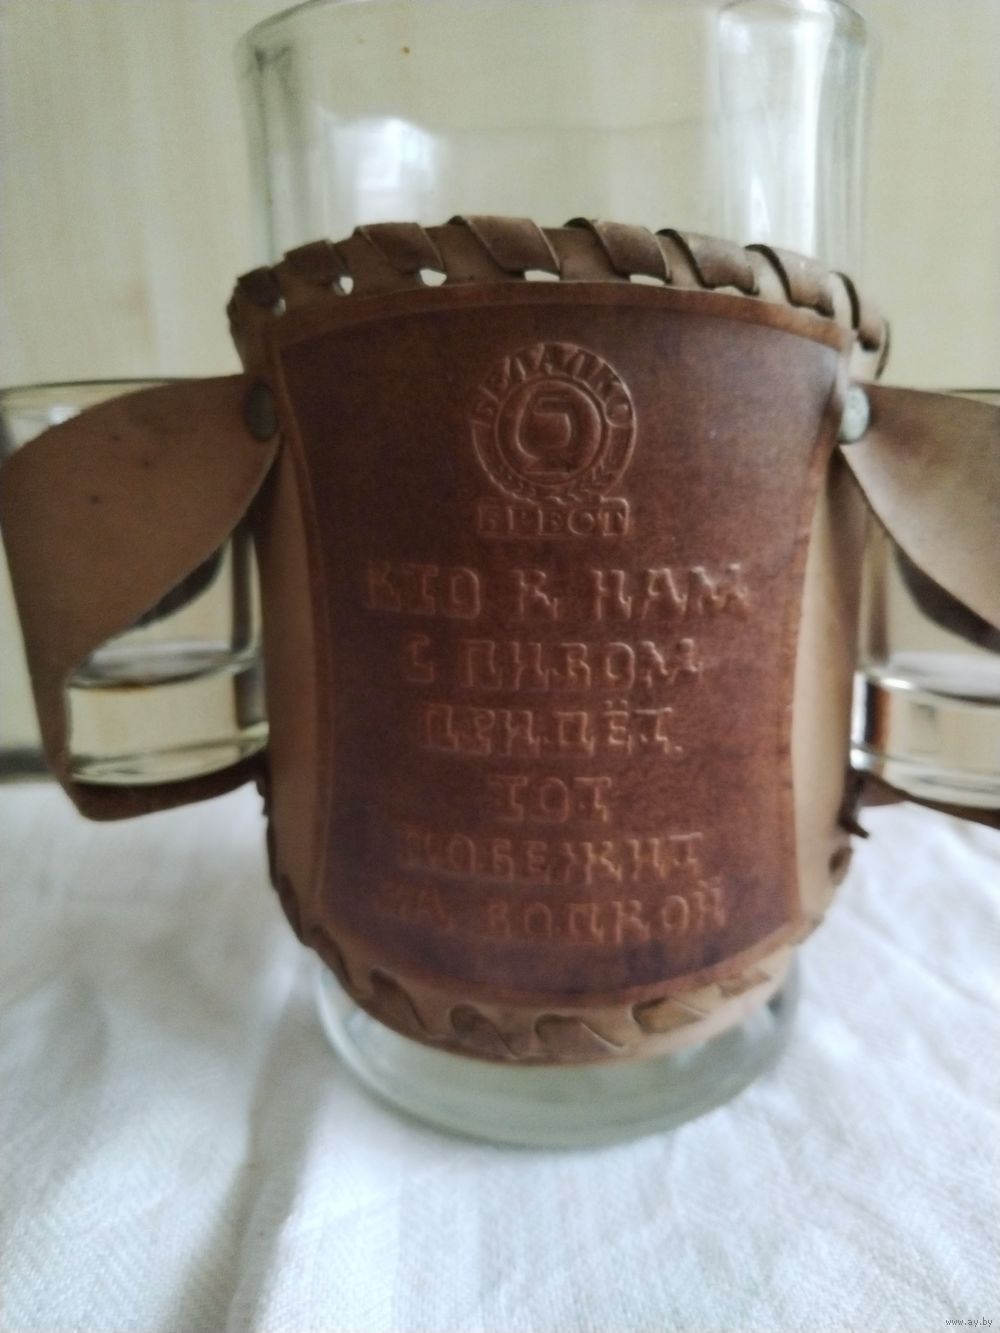 БЕЛАЛКО
БРЕСТ
КТО К НАМ
С ПИВОМ
ПРИДЁТ,
ТОТ
ПОБЕЖИТ
ЗА ВОДКОЙ
www.ay.by